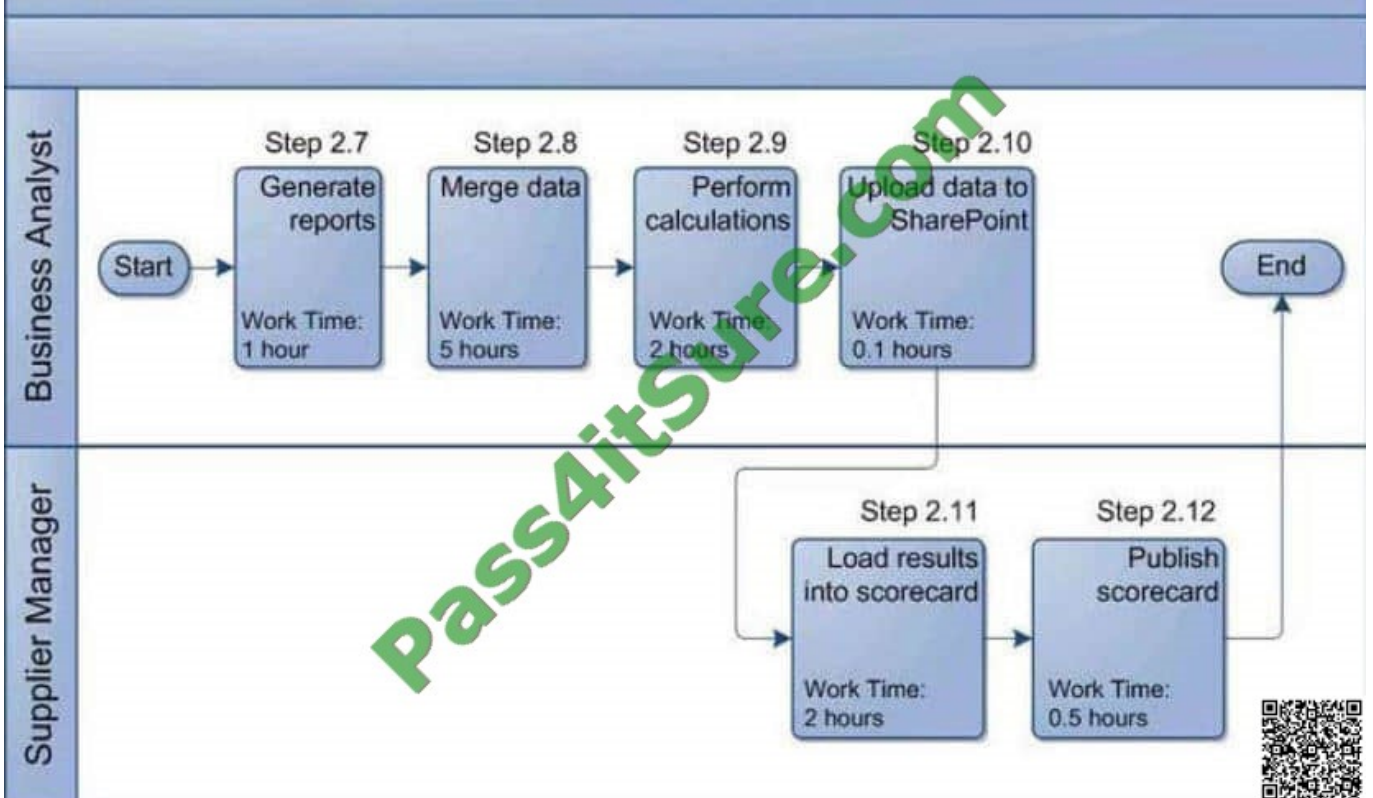 Business Analyst
Start
Step 2.7
Generate
reports
Work Time:
1 hour
Step 2.8
Merge data
Work Time:
5 hours
Step 2.9
Perform
calculations
Work Time:
2 hours
Step 2.10
Upload data to
SharePoint
Work Time:
0.1 hours
End
Supplier Manager
Step 2.11
Load results
into scorecard
Work Time:
2 hours
Step 2.12
Publish
scorecard
Work Time:
0.5 hours
Pass4itSure.com